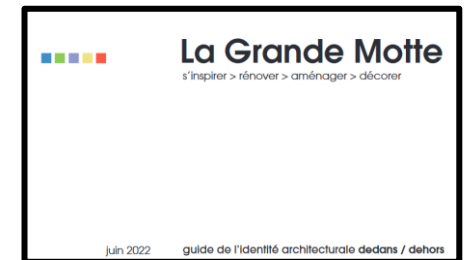 La Grande Motte
s'inspirer > rénover > aménager > décorer
juin 2022 guide de l'identité architecturale dedans / dehors